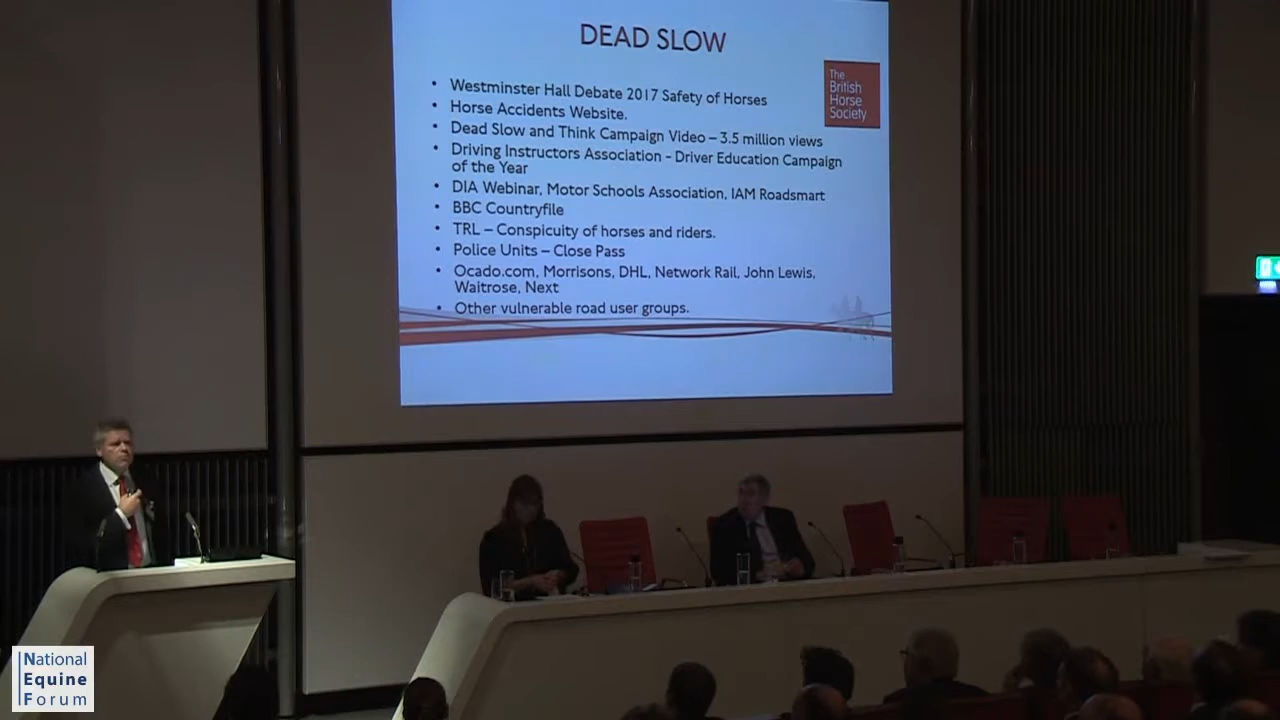 DEAD SLOW
The
British
Horse
Society
• Westminster Hall Debate 2017 Safety of Horses
• Horse Accidents Website.
• Dead Slow and Think Campaign Video – 3.5 million views
• Driving Instructors Association - Driver Education Campaign
of the Year
• DIA Webinar, Motor Schools Association, IAM Roadsmart
• BBC Countryfile
• TRL – Conspicuity of horses and riders.
• Police Units – Close Pass
• Ocado.com, Morrisons, DHL, Network Rail, John Lewis,
Waitrose, Next
• Other vulnerable road user groups.
National
Equine
Forum